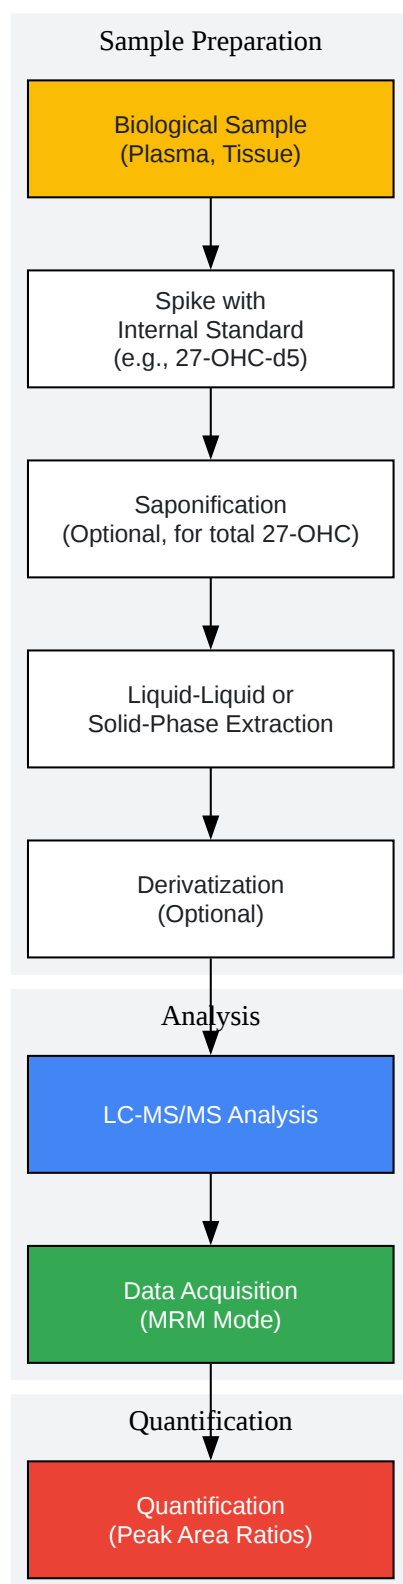 Sample Preparation
Biological Sample
(Plasma, Tissue)
Spike with
Internal Standard
(e.g., 27-OHC-d5)
Saponification
(Optional, for total 27-OHC)
Liquid-Liquid or
Solid-Phase Extraction
Derivatization
(Optional)
Analysis
LC-MS/MS Analysis
Data Acquisition
(MRM Mode)
Quantification
Quantification
(Peak Area Ratios)